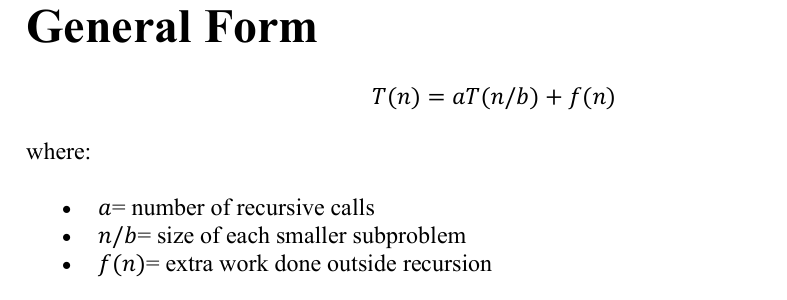 General Form
T(n) = aT(n/b) + f(n)
where:
• a= number of recursive calls
• n/b= size of each smaller subproblem
• f(n)= extra work done outside recursion